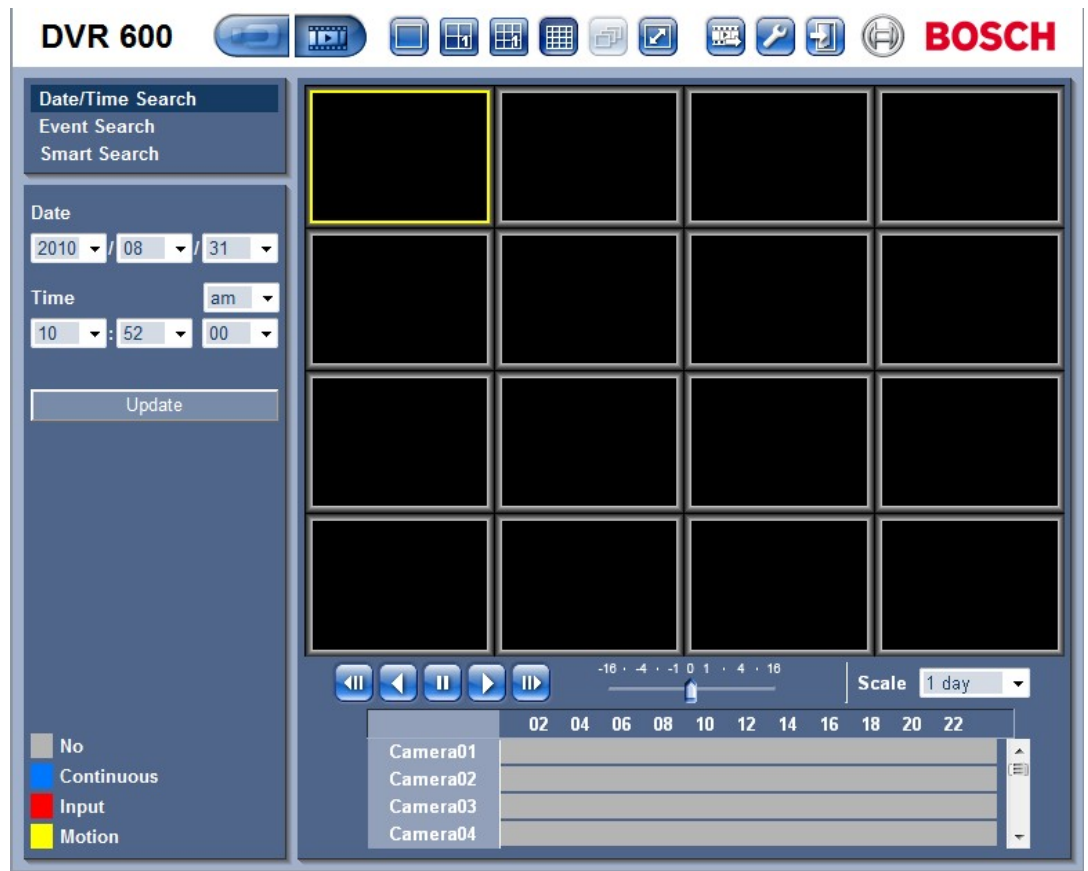 DVR 600
1
1
BOSCH
Date/Time Search
Event Search
Smart Search
Date
2010 / 08 / 31
Time am
10 : 52 00
Update
-16 · -4 · -1 0 1 · 4 · 16
Scale 1 day
02 04 06 08 10 12 14 16 18 20 22
Camera01
Camera02
Camera03
Camera04
No
Continuous
Input
Motion